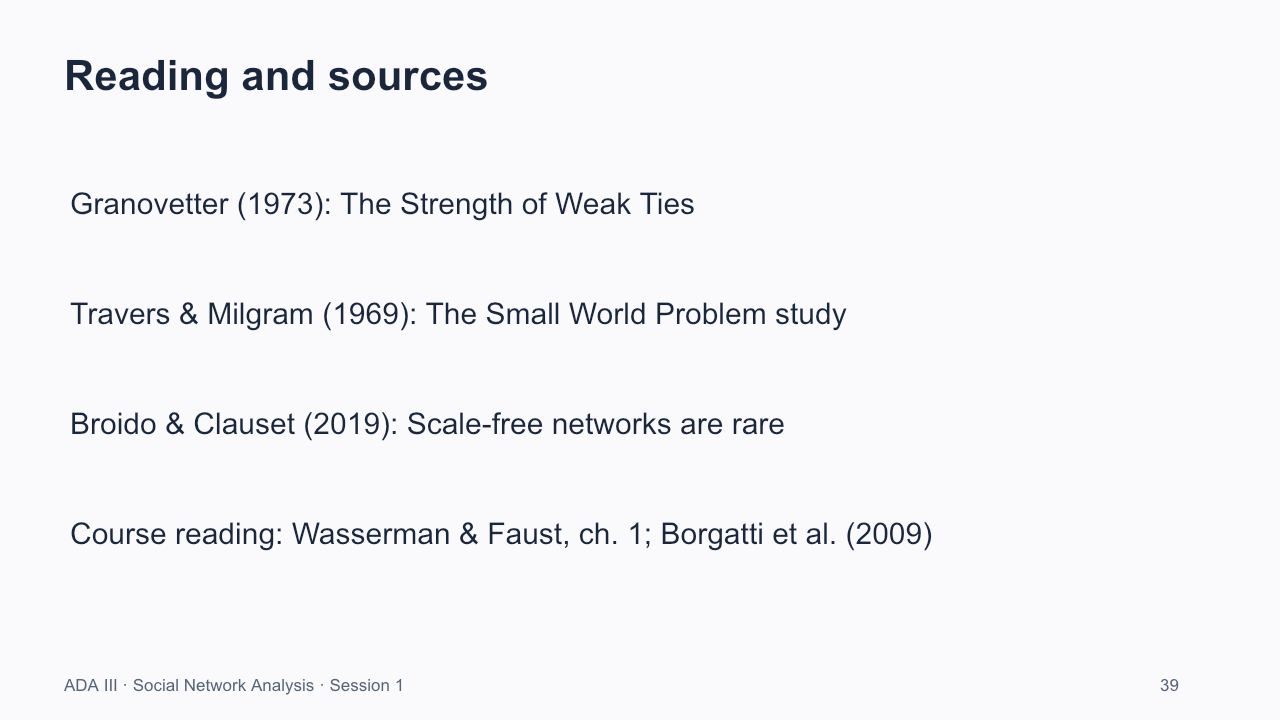 Reading and sources
Granovetter (1973): The Strength of Weak Ties
Travers & Milgram (1969): The Small World Problem study
Broido & Clauset (2019): Scale-free networks are rare
Course reading: Wasserman & Faust, ch. 1; Borgatti et al. (2009)
ADA III · Social Network Analysis · Session 1
39